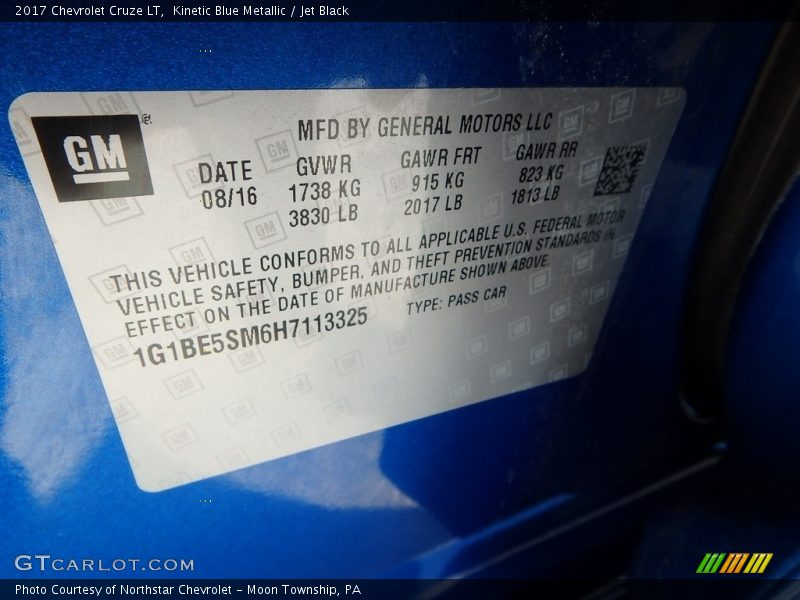 2017 Chevrolet Cruze LT,  Kinetic Blue Metallic / Jet Black
GM
MFD BY GENERAL MOTORS LLC
DATE GVWR GAWR FRT GAWR RR
08/16 1738 KG 915 KG 823 KG
3830 LB 2017 LB 1813 LB
THIS VEHICLE CONFORMS TO ALL APPLICABLE U.S. FEDERAL MOTOR
VEHICLE SAFETY, BUMPER, AND THEFT PREVENTION STANDARDS IN
EFFECT ON THE DATE OF MANUFACTURE SHOWN ABOVE.
1G1BE5SM6H7113325 TYPE: PASS CAR
GTCARLOT.COM
Photo Courtesy of Northstar Chevrolet - Moon Township, PA